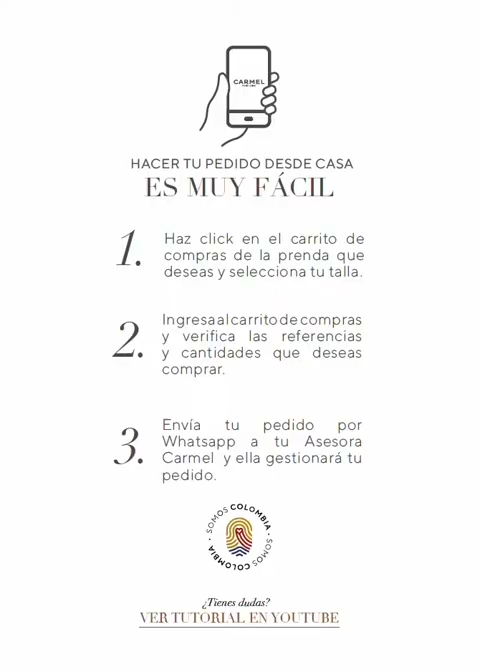 CARMEL
HACER TU PEDIDO DESDE CASA
ES MUY FÁCIL
1.
Haz click en el carrito de
compras de la prenda que
deseas y selecciona tu talla.
2.
Ingresa al carrito de compras
y verifica las referencias
y cantidades que deseas
comprar.
3.
Envía tu pedido por
Whatsapp a tu Asesora
Carmel y ella gestionará tu
pedido.
SOMOS COLOMBIA · SOMOS COLOMBIA ·
¿Tienes dudas?
VER TUTORIAL EN YOUTUBE